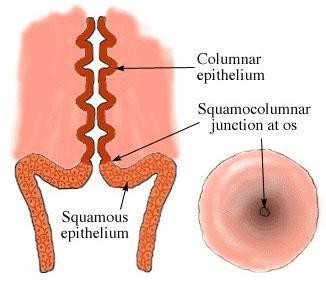 Columnar
epithelium
Squamocolumnar
junction at os
Squamous
epithelium